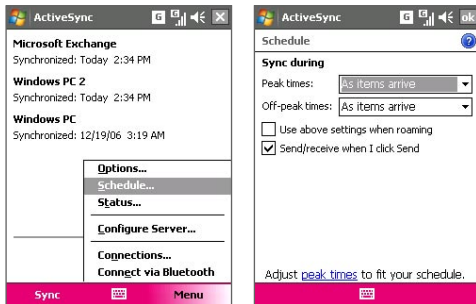 ActiveSync
Microsoft Exchange
Synchronized: Today 2:34 PM
Windows PC 2
Synchronized: Today 2:34 PM
Windows PC
Synchronized: 12/19/06 3:19 AM
Options...
Schedule...
Status...
Configure Server...
Connections...
Connect via Bluetooth
Sync
Menu
ActiveSync
ok
Schedule
Sync during
Peak times: As items arrive
Off-peak times: As items arrive
Use above settings when roaming
Send/receive when I click Send
Adjust peak times to fit your schedule.